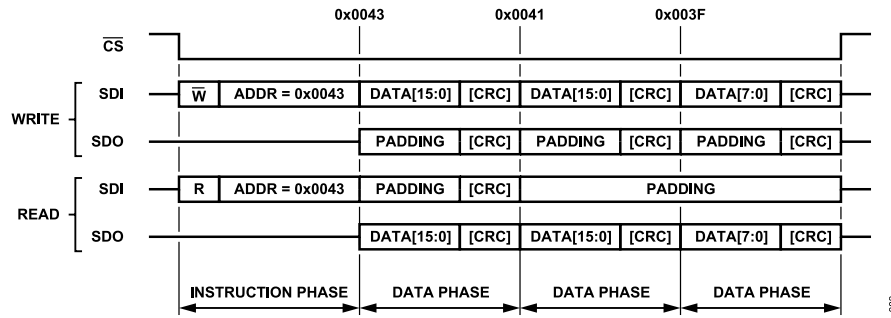 0x0043 0x0041 0x003F
CS
WRITE
SDI W ADDR = 0x0043 DATA[15:0] [CRC] DATA[15:0] [CRC] DATA[7:0] [CRC]
SDO PADDING [CRC] PADDING [CRC] PADDING [CRC]
READ
SDI R ADDR = 0x0043 PADDING [CRC] PADDING
SDO DATA[15:0] [CRC] DATA[15:0] [CRC] DATA[7:0] [CRC]
INSTRUCTION PHASE DATA PHASE DATA PHASE DATA PHASE